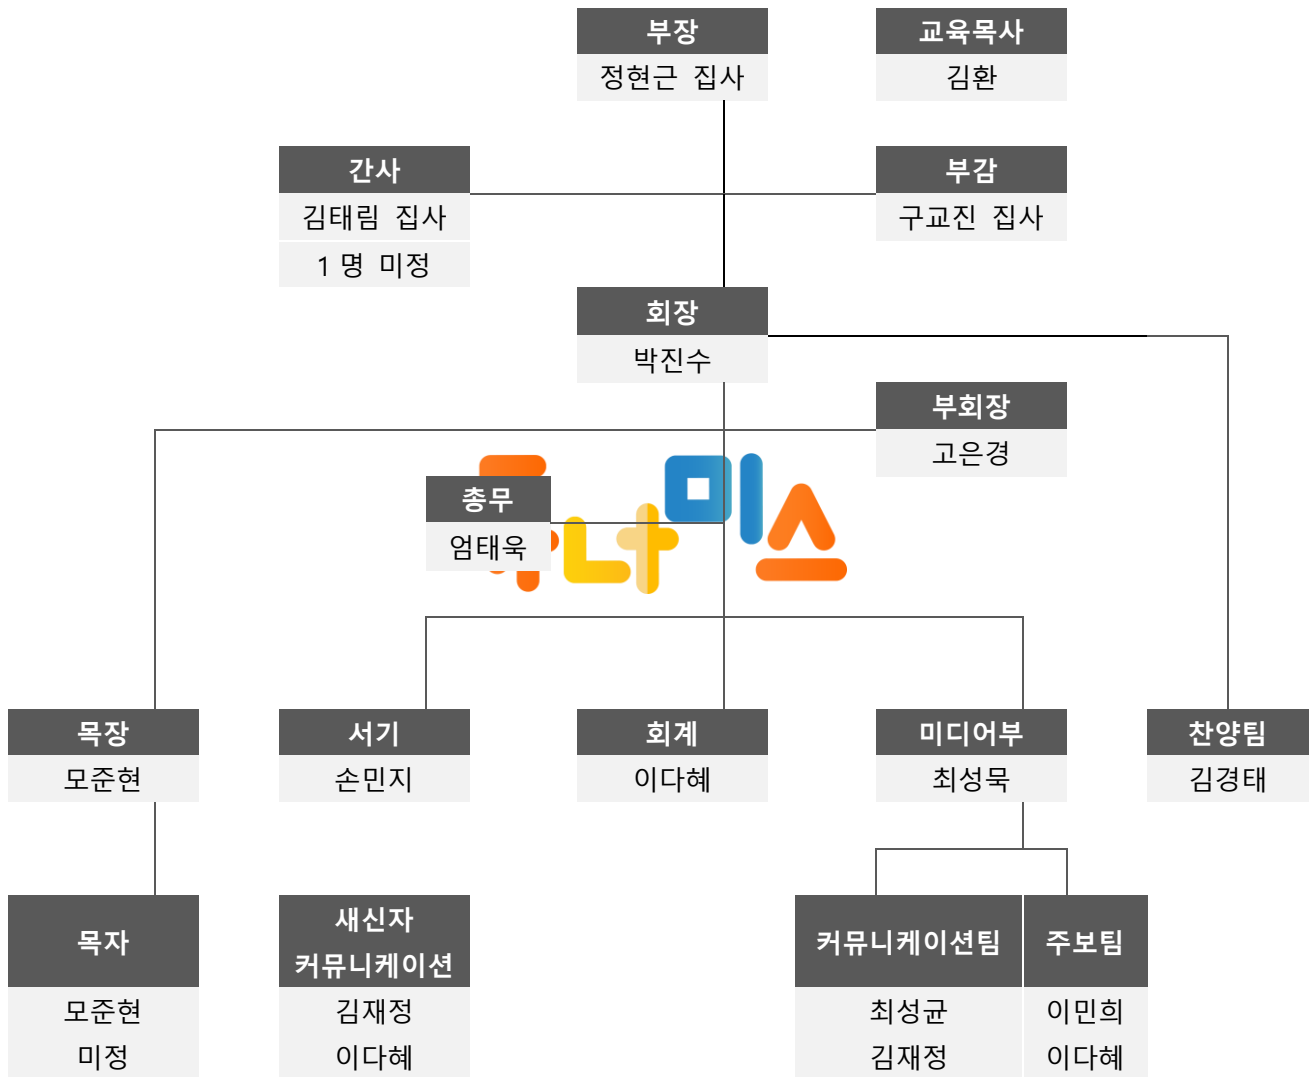 부장
정현근 집사
교육목사
김환
간사
김태림 집사
1 명 미정
부감
구교진 집사
회장
박진수
부회장
고은경
미스
총무
엄태욱
목장
모준현
서기
손민지
회계
이다혜
미디어부
최성묵
찬양팀
김경태
목자
모준현
미정
새신자
커뮤니케이션
김재정
이다혜
커뮤니케이션팀
최성균
김재정
주보팀
이민희
이다혜